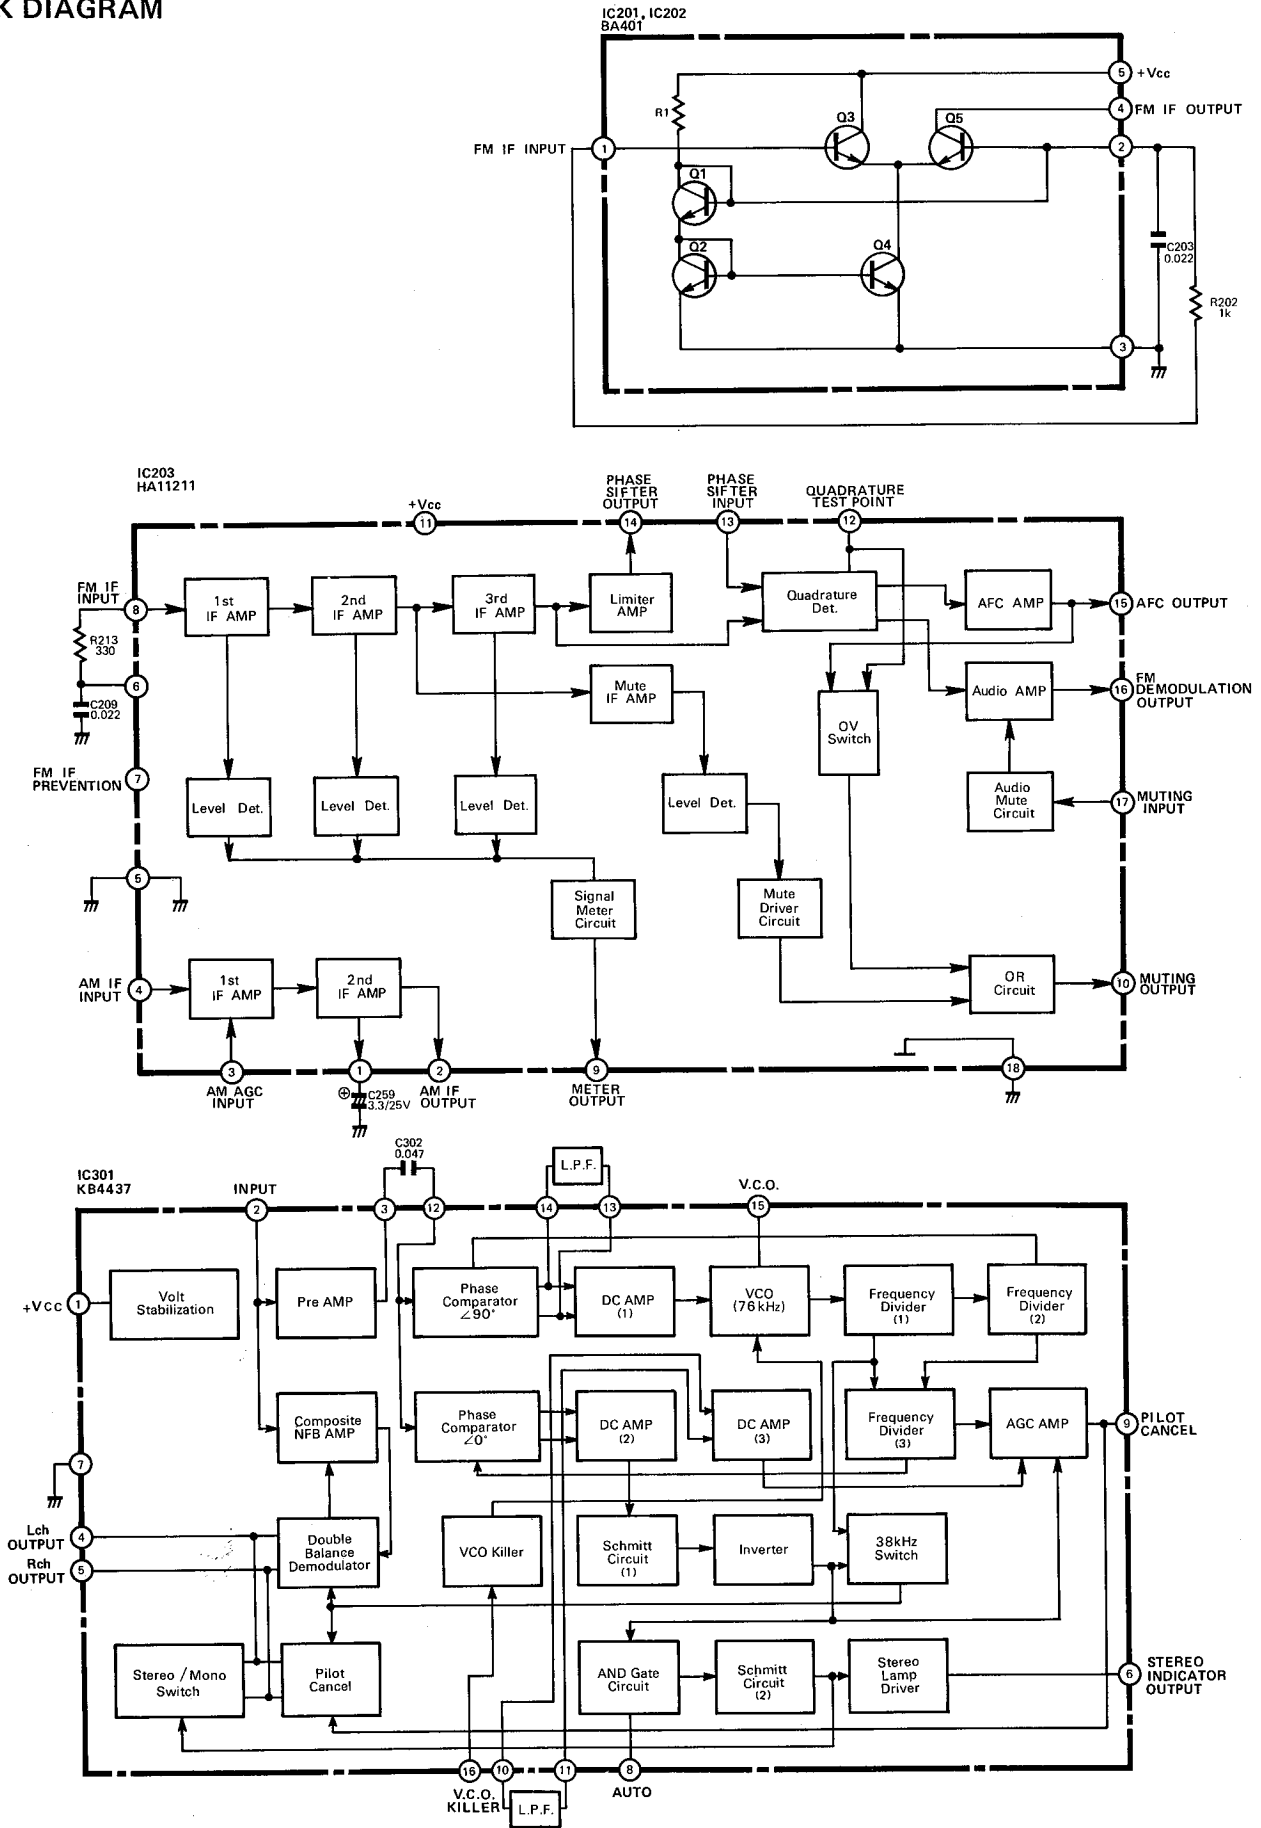 K DIAGRAM
IC201, IC202
BA401
5 +Vcc
4 FM IF OUTPUT
R1
Q3
Q5
FM IF INPUT 1
2
Q1
Q2
Q4
C203
0.022
R202
1k
3
IC203
HA11211
+Vcc
11
PHASE
SIFTER
OUTPUT
14
PHASE
SIFTER
INPUT
13
QUADRATURE
TEST POINT
12
FM IF
INPUT
8
1st
IF AMP
2nd
IF AMP
3rd
IF AMP
Limiter
AMP
Quadrature
Det.
AFC AMP
15 AFC OUTPUT
R213
330
6
C209
0.022
Mute
IF AMP
OV
Switch
Audio AMP
16
FM
DEMODULATION
OUTPUT
FM IF
PREVENTION
7
Level Det.
Level Det.
Level Det.
Level Det.
Audio
Mute
Circuit
17
MUTING
INPUT
5
Signal
Meter
Circuit
Mute
Driver
Circuit
AM IF
INPUT
4
1st
IF AMP
2nd
IF AMP
OR
Circuit
10
MUTING
OUTPUT
3
AM AGC
INPUT
1
⊕
C259
3.3/25V
2
AM IF
OUTPUT
9
METER
OUTPUT
18
IC301
KB4437
INPUT
2
C302
0.047
3
12
L.P.F.
14
13
V.C.O.
15
+Vcc 1
Volt
Stabilization
Pre AMP
Phase
Comparator
∠90°
DC AMP
(1)
VCO
(76kHz)
Frequency
Divider
(1)
Frequency
Divider
(2)
Composite
NFB AMP
Phase
Comparator
∠0°
DC AMP
(2)
DC AMP
(3)
Frequency
Divider
(3)
AGC AMP
9
PILOT
CANCEL
7
Lch
OUTPUT
4
Rch
OUTPUT
5
Double
Balance
Demodulator
VCO Killer
Schmitt
Circuit
(1)
Inverter
38kHz
Switch
Stereo / Mono
Switch
Pilot
Cancel
AND Gate
Circuit
Schmitt
Circuit
(2)
Stereo
Lamp
Driver
6
STEREO
INDICATOR
OUTPUT
16
V.C.O.
KILLER
10
L.P.F.
11
8
AUTO